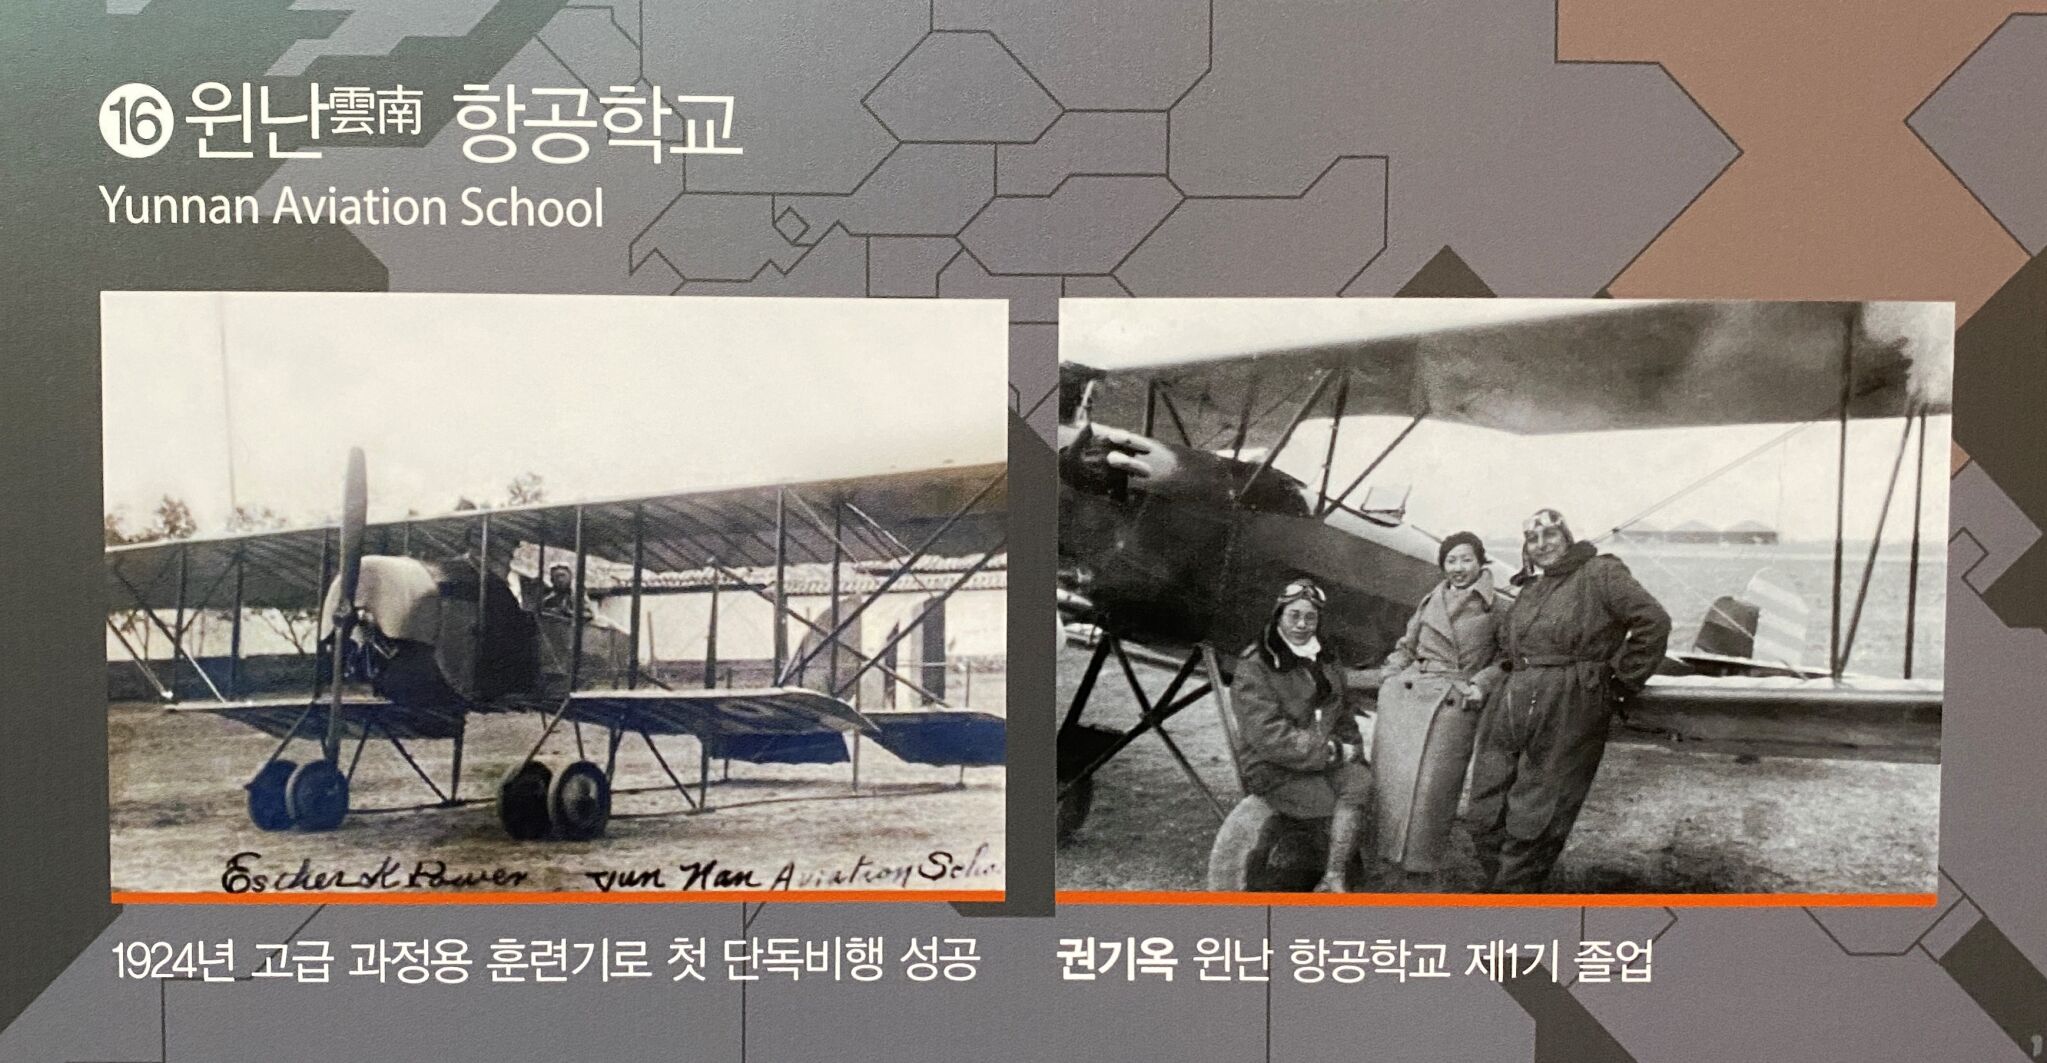 ⑯ 윈난雲南 항공학교
Yunnan Aviation School
Esther K Power Yun Nan Aviation Scho
1924년 고급 과정용 훈련기로 첫 단독비행 성공
권기옥 윈난 항공학교 제1기 졸업